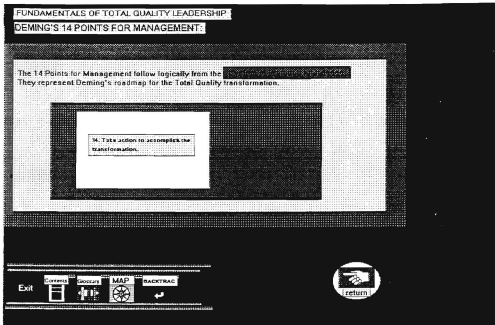 FUNDAMENTALS OF TOTAL QUALITY LEADERSHIP
DEMING'S 14 POINTS FOR MANAGEMENT:
The 14 Points for Management follow logically from the
They represent Deming's roadmap for the Total Quality transformation.
14. Take action to accomplish the
transformation.
Exit
Contents
Glossary
MAP
BACKTRAC
return